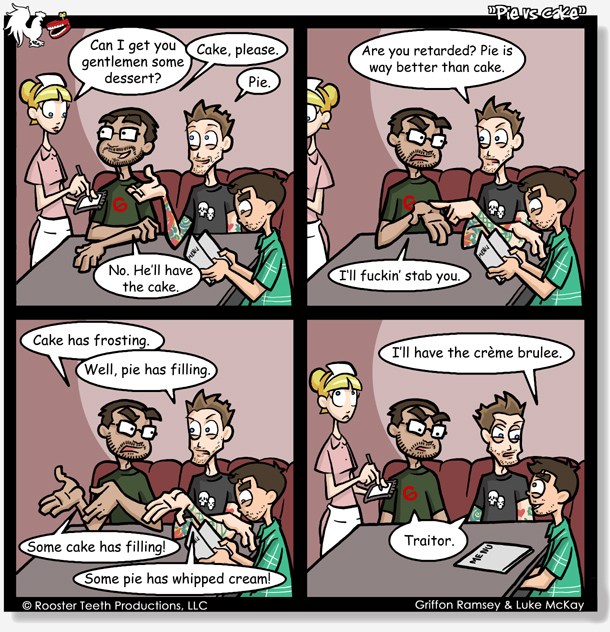 "Pie vs Cake"
Can I get you
gentlemen some
dessert?
Cake, please.
Pie.
No. He'll have
the cake.
G
MENU
Are you retarded? Pie is
way better than cake.
I'll fuckin' stab you.
G
MENU
Cake has frosting.
Well, pie has filling.
Some cake has filling!
Some pie has whipped cream!
I'll have the crème brulee.
Traitor.
G
MENU
© Rooster Teeth Productions, LLC
Griffon Ramsey & Luke McKay